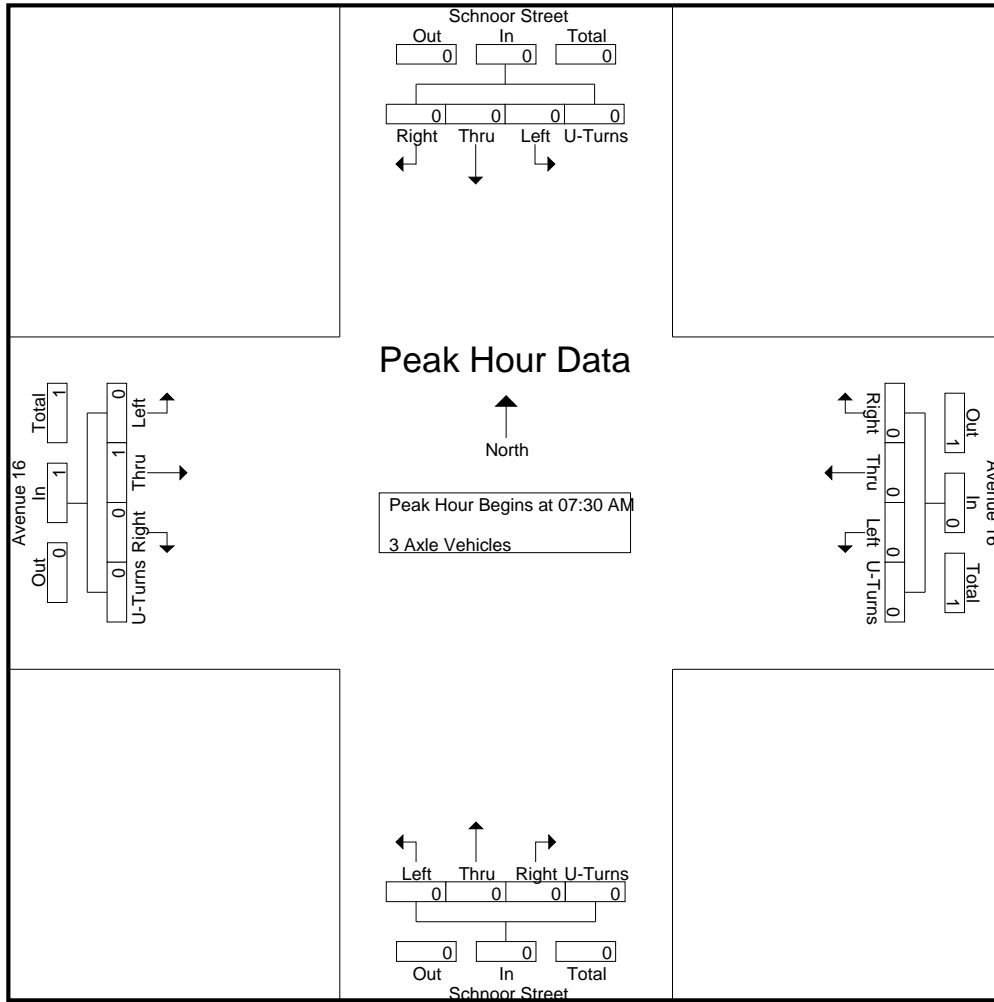 Schnoor Street
Out In Total
0 0 0
0 0 0 0
Right Thru Left U-Turns
Peak Hour Data
North
Peak Hour Begins at 07:30 AM
3 Axle Vehicles
Avenue 16
Total In Out
1 1 0
0 1 0 0
Left Thru Right U-Turns
Right Thru Left U-Turns
0 0 0 0
1 0 1
Out In Total
Avenue 16
Left Thru Right U-Turns
0 0 0 0
0 0 0
Out In Total
Schnoor Street